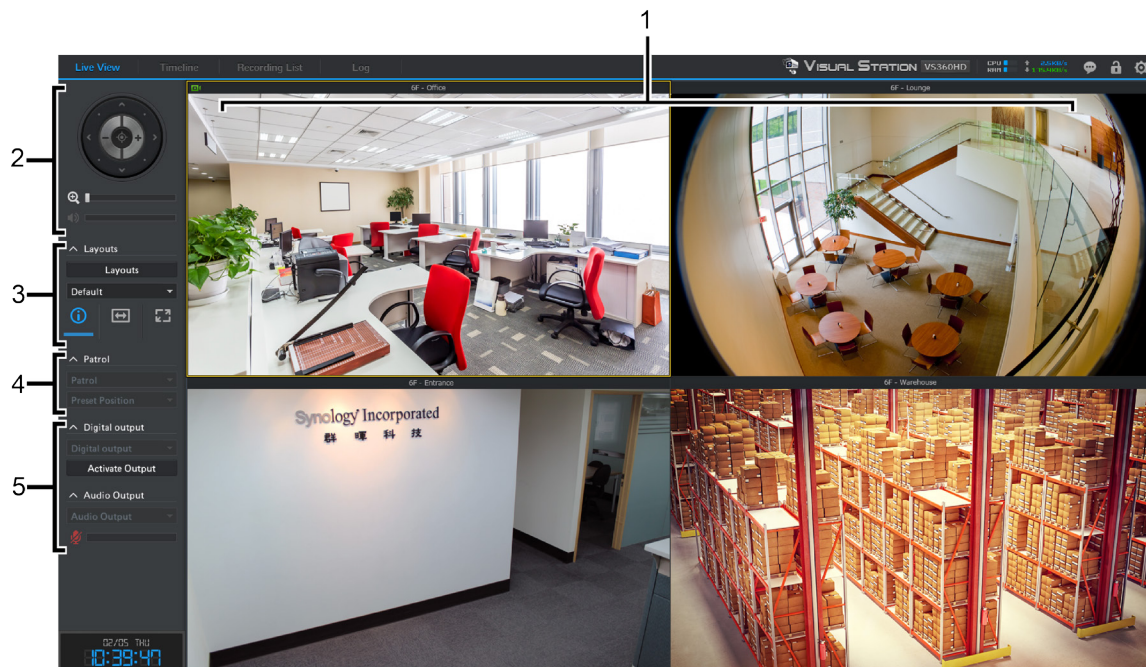 1
Live View Timeline Recording List Log VISUAL STATION VS360HD CPU RAM
6F - Office 6F - Lounge
2
Layouts
3
Layouts
Default
Patrol
4
Patrol
Preset Position
6F - Entrance 6F - Warehouse
Synology Incorporated
群暉科技
Digital output
Digital output
Activate Output
5
Audio Output
Audio Output
02/05 THU
10:39:47